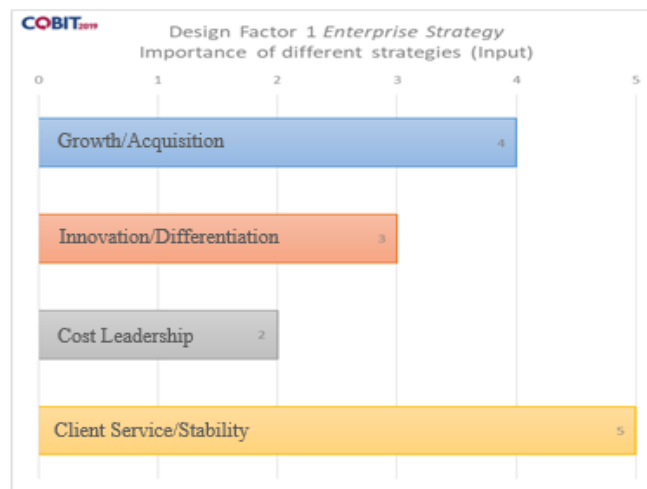 COBIT2019
Design Factor 1 Enterprise Strategy
Importance of different strategies (Input)
0 1 2 3 4 5
Growth/Acquisition 4
Innovation/Differentiation 3
Cost Leadership 2
Client Service/Stability 5